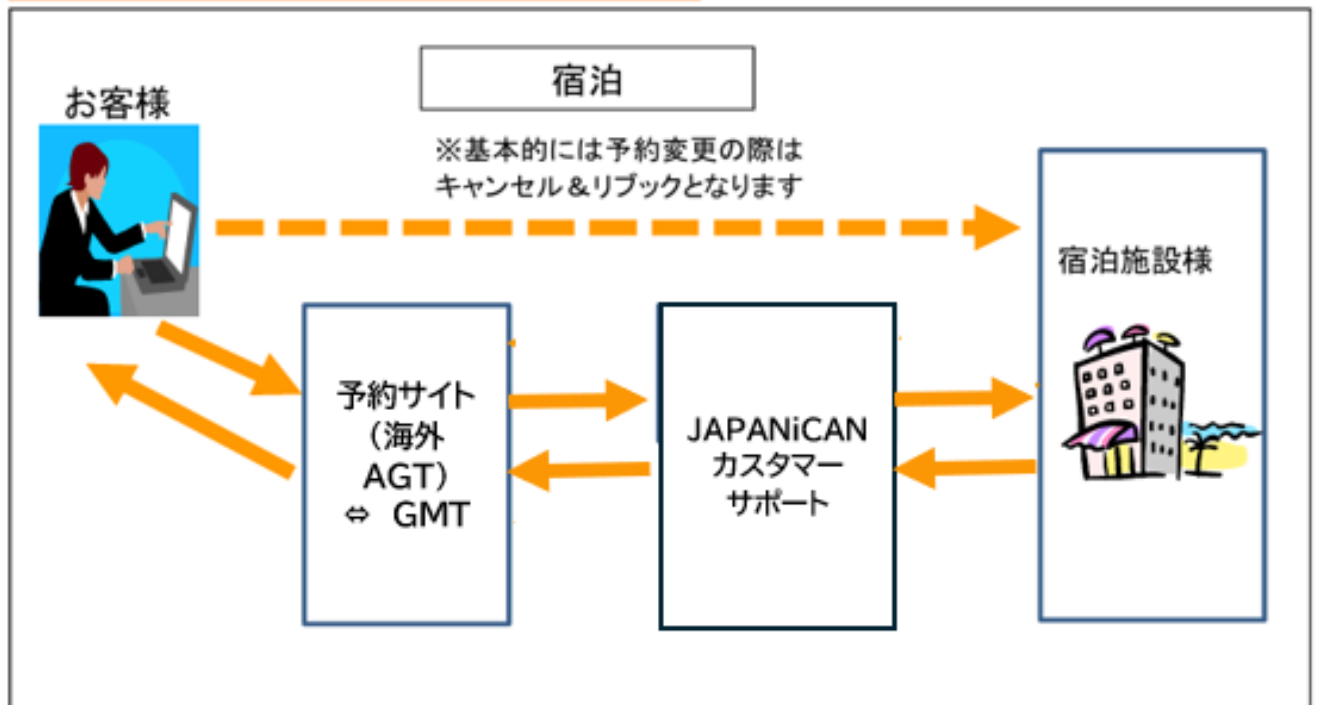 宿泊
お客様
※基本的には予約変更の際は
キャンセル＆リブックとなります
宿泊施設様
予約サイト
（海外
AGT）
⇔ GMT
JAPANiCAN
カスタマー
サポート